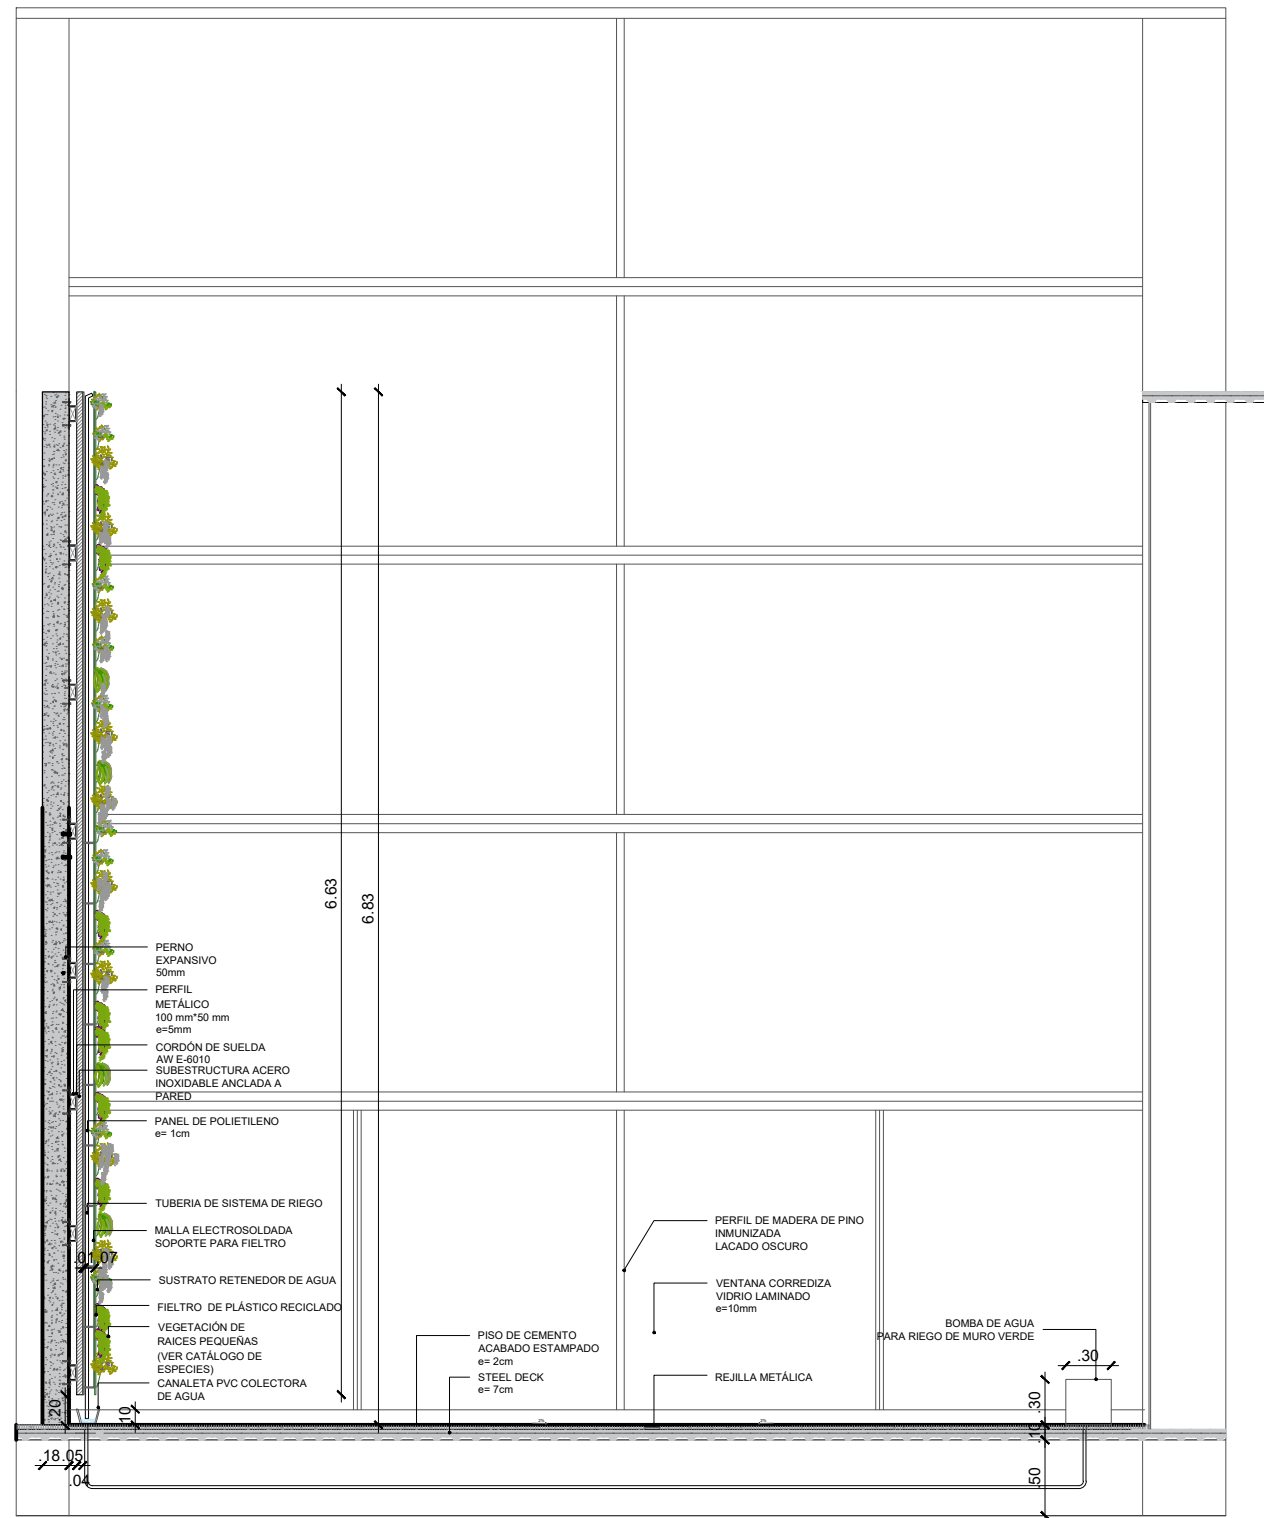 6.63
6.83
PERNO
EXPANSIVO
50mm
PERFIL
METÁLICO
100 mm*50 mm
e=5mm
CORDÓN DE SUELDA
AW E-6010
SUBESTRUCTURA ACERO
INOXIDABLE ANCLADA A
PARED
PANEL DE POLIETILENO
e= 1cm
TUBERIA DE SISTEMA DE RIEGO
MALLA ELECTROSOLDADA
SOPORTE PARA FIELTRO
.01.07
SUSTRATO RETENEDOR DE AGUA
FIELTRO DE PLÁSTICO RECICLADO
VEGETACIÓN DE
RAICES PEQUEÑAS
(VER CATÁLOGO DE
ESPECIES)
CANALETA PVC COLECTORA
DE AGUA
.20
.10
.18.05
.04
PISO DE CEMENTO
ACABADO ESTAMPADO
e= 2cm
STEEL DECK
e= 7cm
PERFIL DE MADERA DE PINO
INMUNIZADA
LACADO OSCURO
VENTANA CORREDIZA
VIDRIO LAMINADO
e=10mm
REJILLA METÁLICA
BOMBA DE AGUA
PARA RIEGO DE MURO VERDE
.30
.30
.10
.50
2%
2%